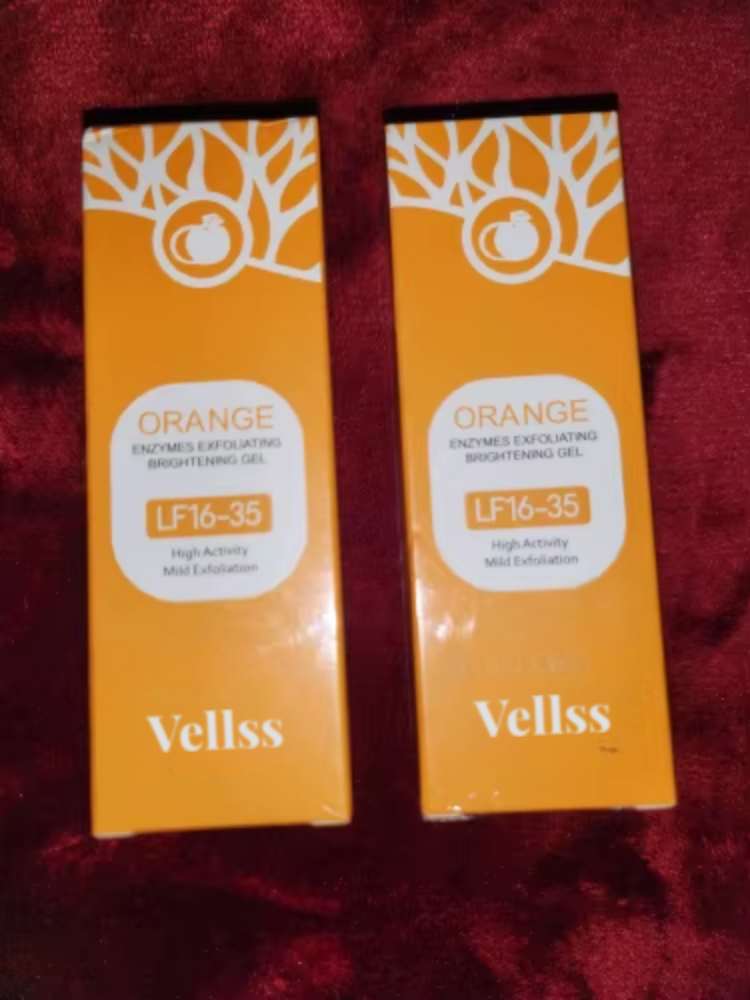 ORANGE
ENZYMES EXFOLIATING
BRIGHTENING GEL
LF16-35
High Activity
Mild Exfoliation
Vellss
ORANGE
ENZYMES EXFOLIATING
BRIGHTENING GEL
LF16-35
High Activity
Mild Exfoliation
Vellss